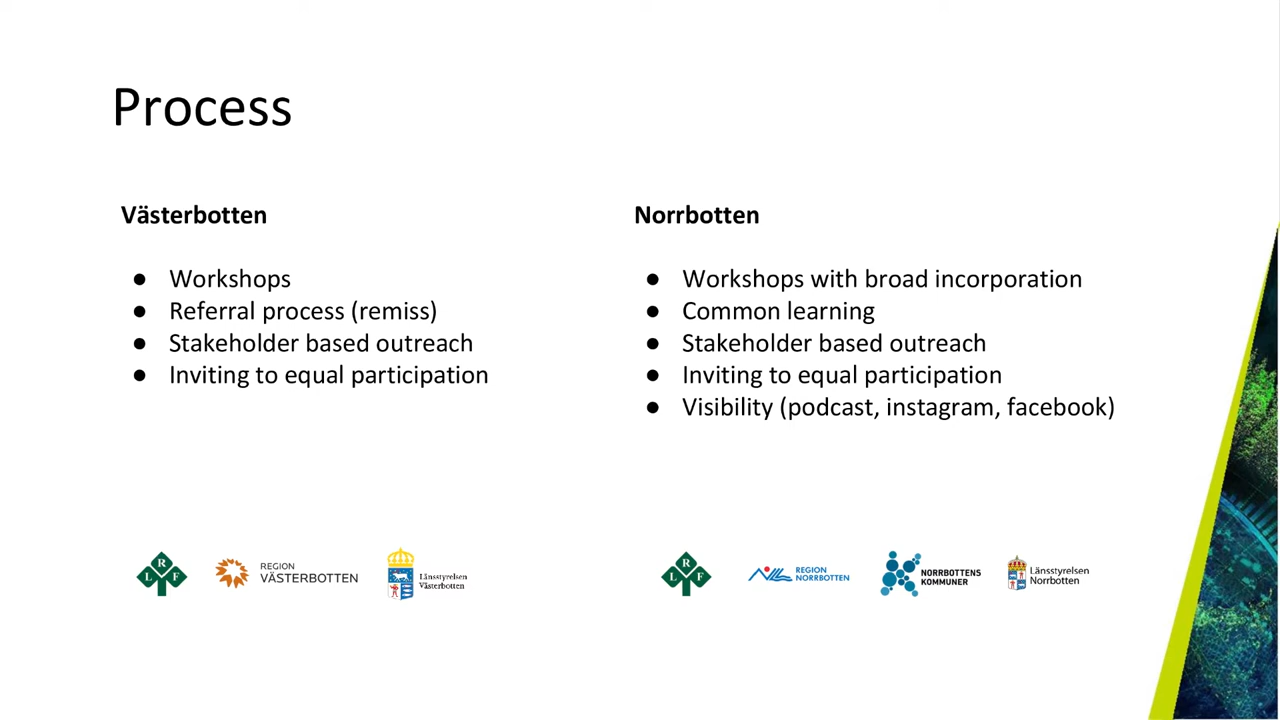 Process
Västerbotten
● Workshops
● Referral process (remiss)
● Stakeholder based outreach
● Inviting to equal participation
Norrbotten
● Workshops with broad incorporation
● Common learning
● Stakeholder based outreach
● Inviting to equal participation
● Visibility (podcast, instagram, facebook)
LRF
REGION
VÄSTERBOTTEN
Länsstyrelsen
Västerbotten
LRF
REGION
NORRBOTTEN
NORRBOTTENS
KOMMUNER
Länsstyrelsen
Norrbotten